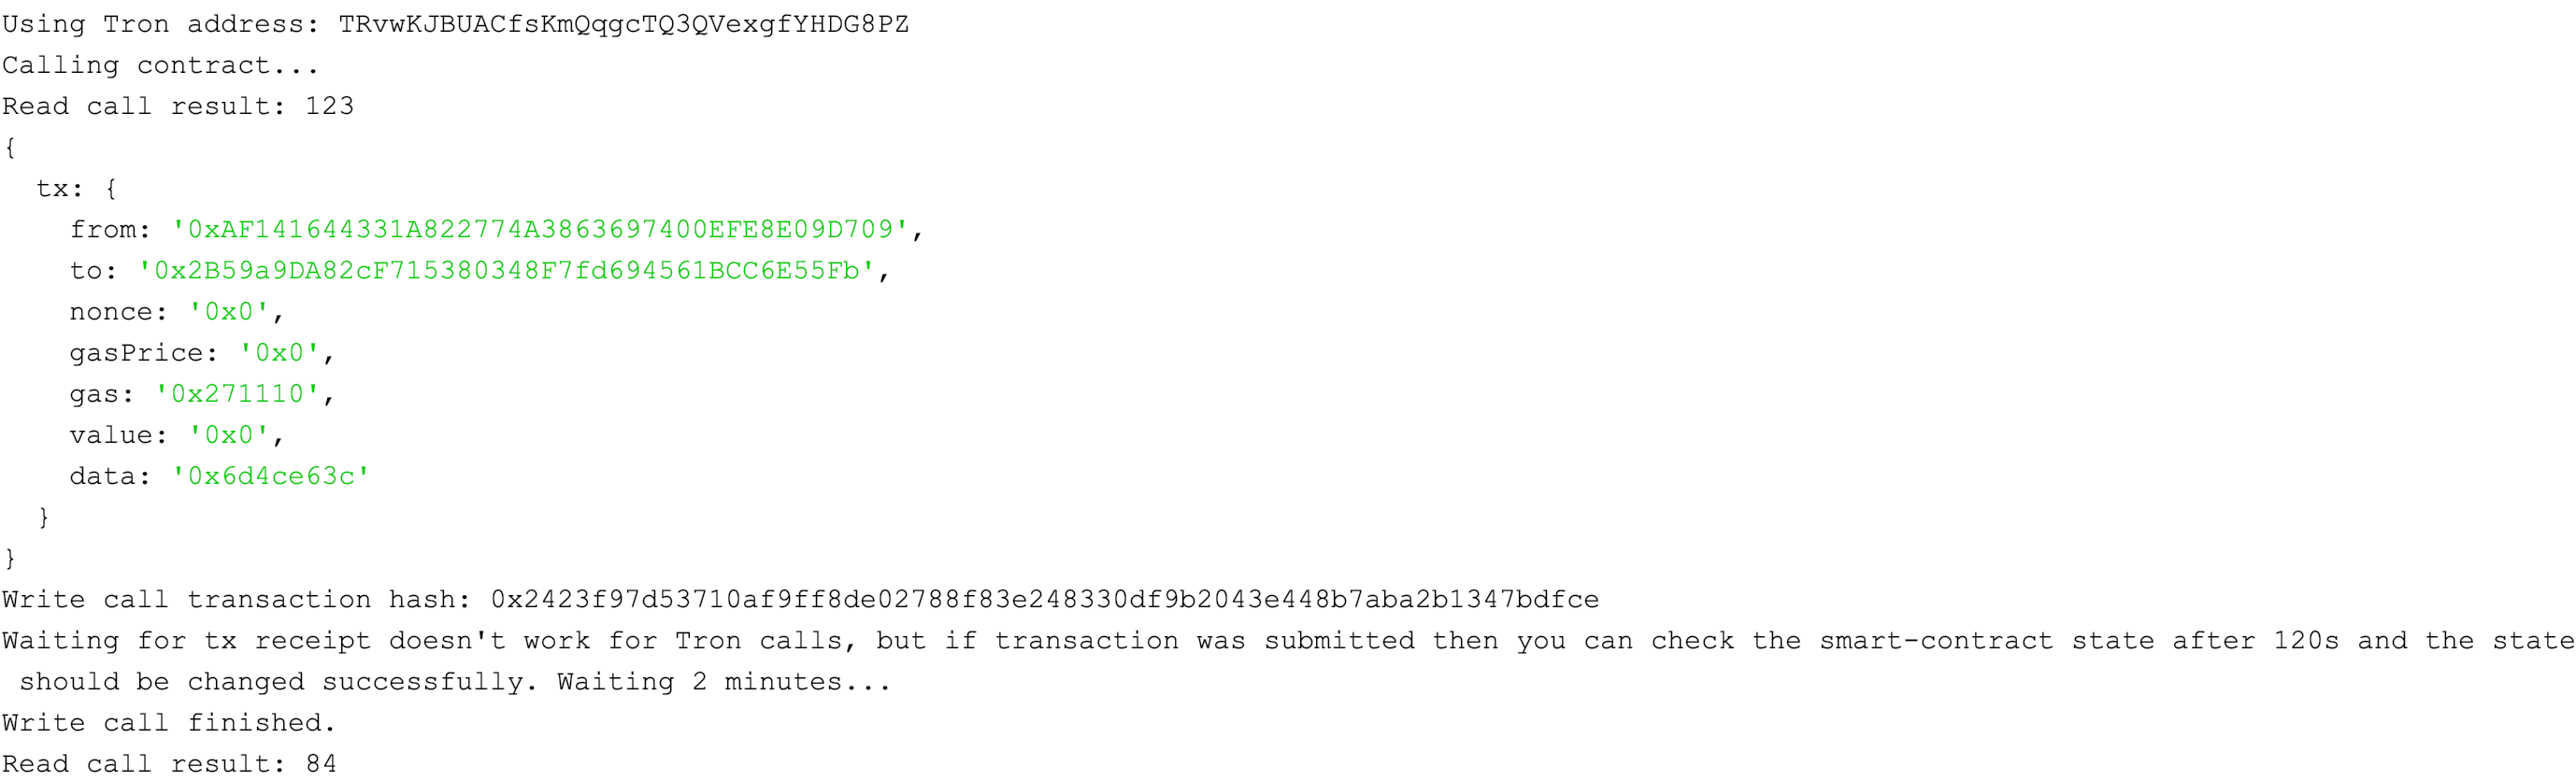 Using Tron address: TRvwKJBUACfsKmQqgcTQ3QVexgfYHDG8PZ
Calling contract...
Read call result: 123
{
  tx: {
    from: '0xAF141644331A822774A3863697400EFE8E09D709',
    to: '0x2B59a9DA82cF715380348F7fd694561BCC6E55Fb',
    nonce: '0x0',
    gasPrice: '0x0',
    gas: '0x271110',
    value: '0x0',
    data: '0x6d4ce63c'
  }
}
Write call transaction hash: 0x2423f97d53710af9ff8de02788f83e248330df9b2043e448b7aba2b1347bdfce
Waiting for tx receipt doesn't work for Tron calls, but if transaction was submitted then you can check the smart-contract state after 120s and the state
 should be changed successfully. Waiting 2 minutes...
Write call finished.
Read call result: 84